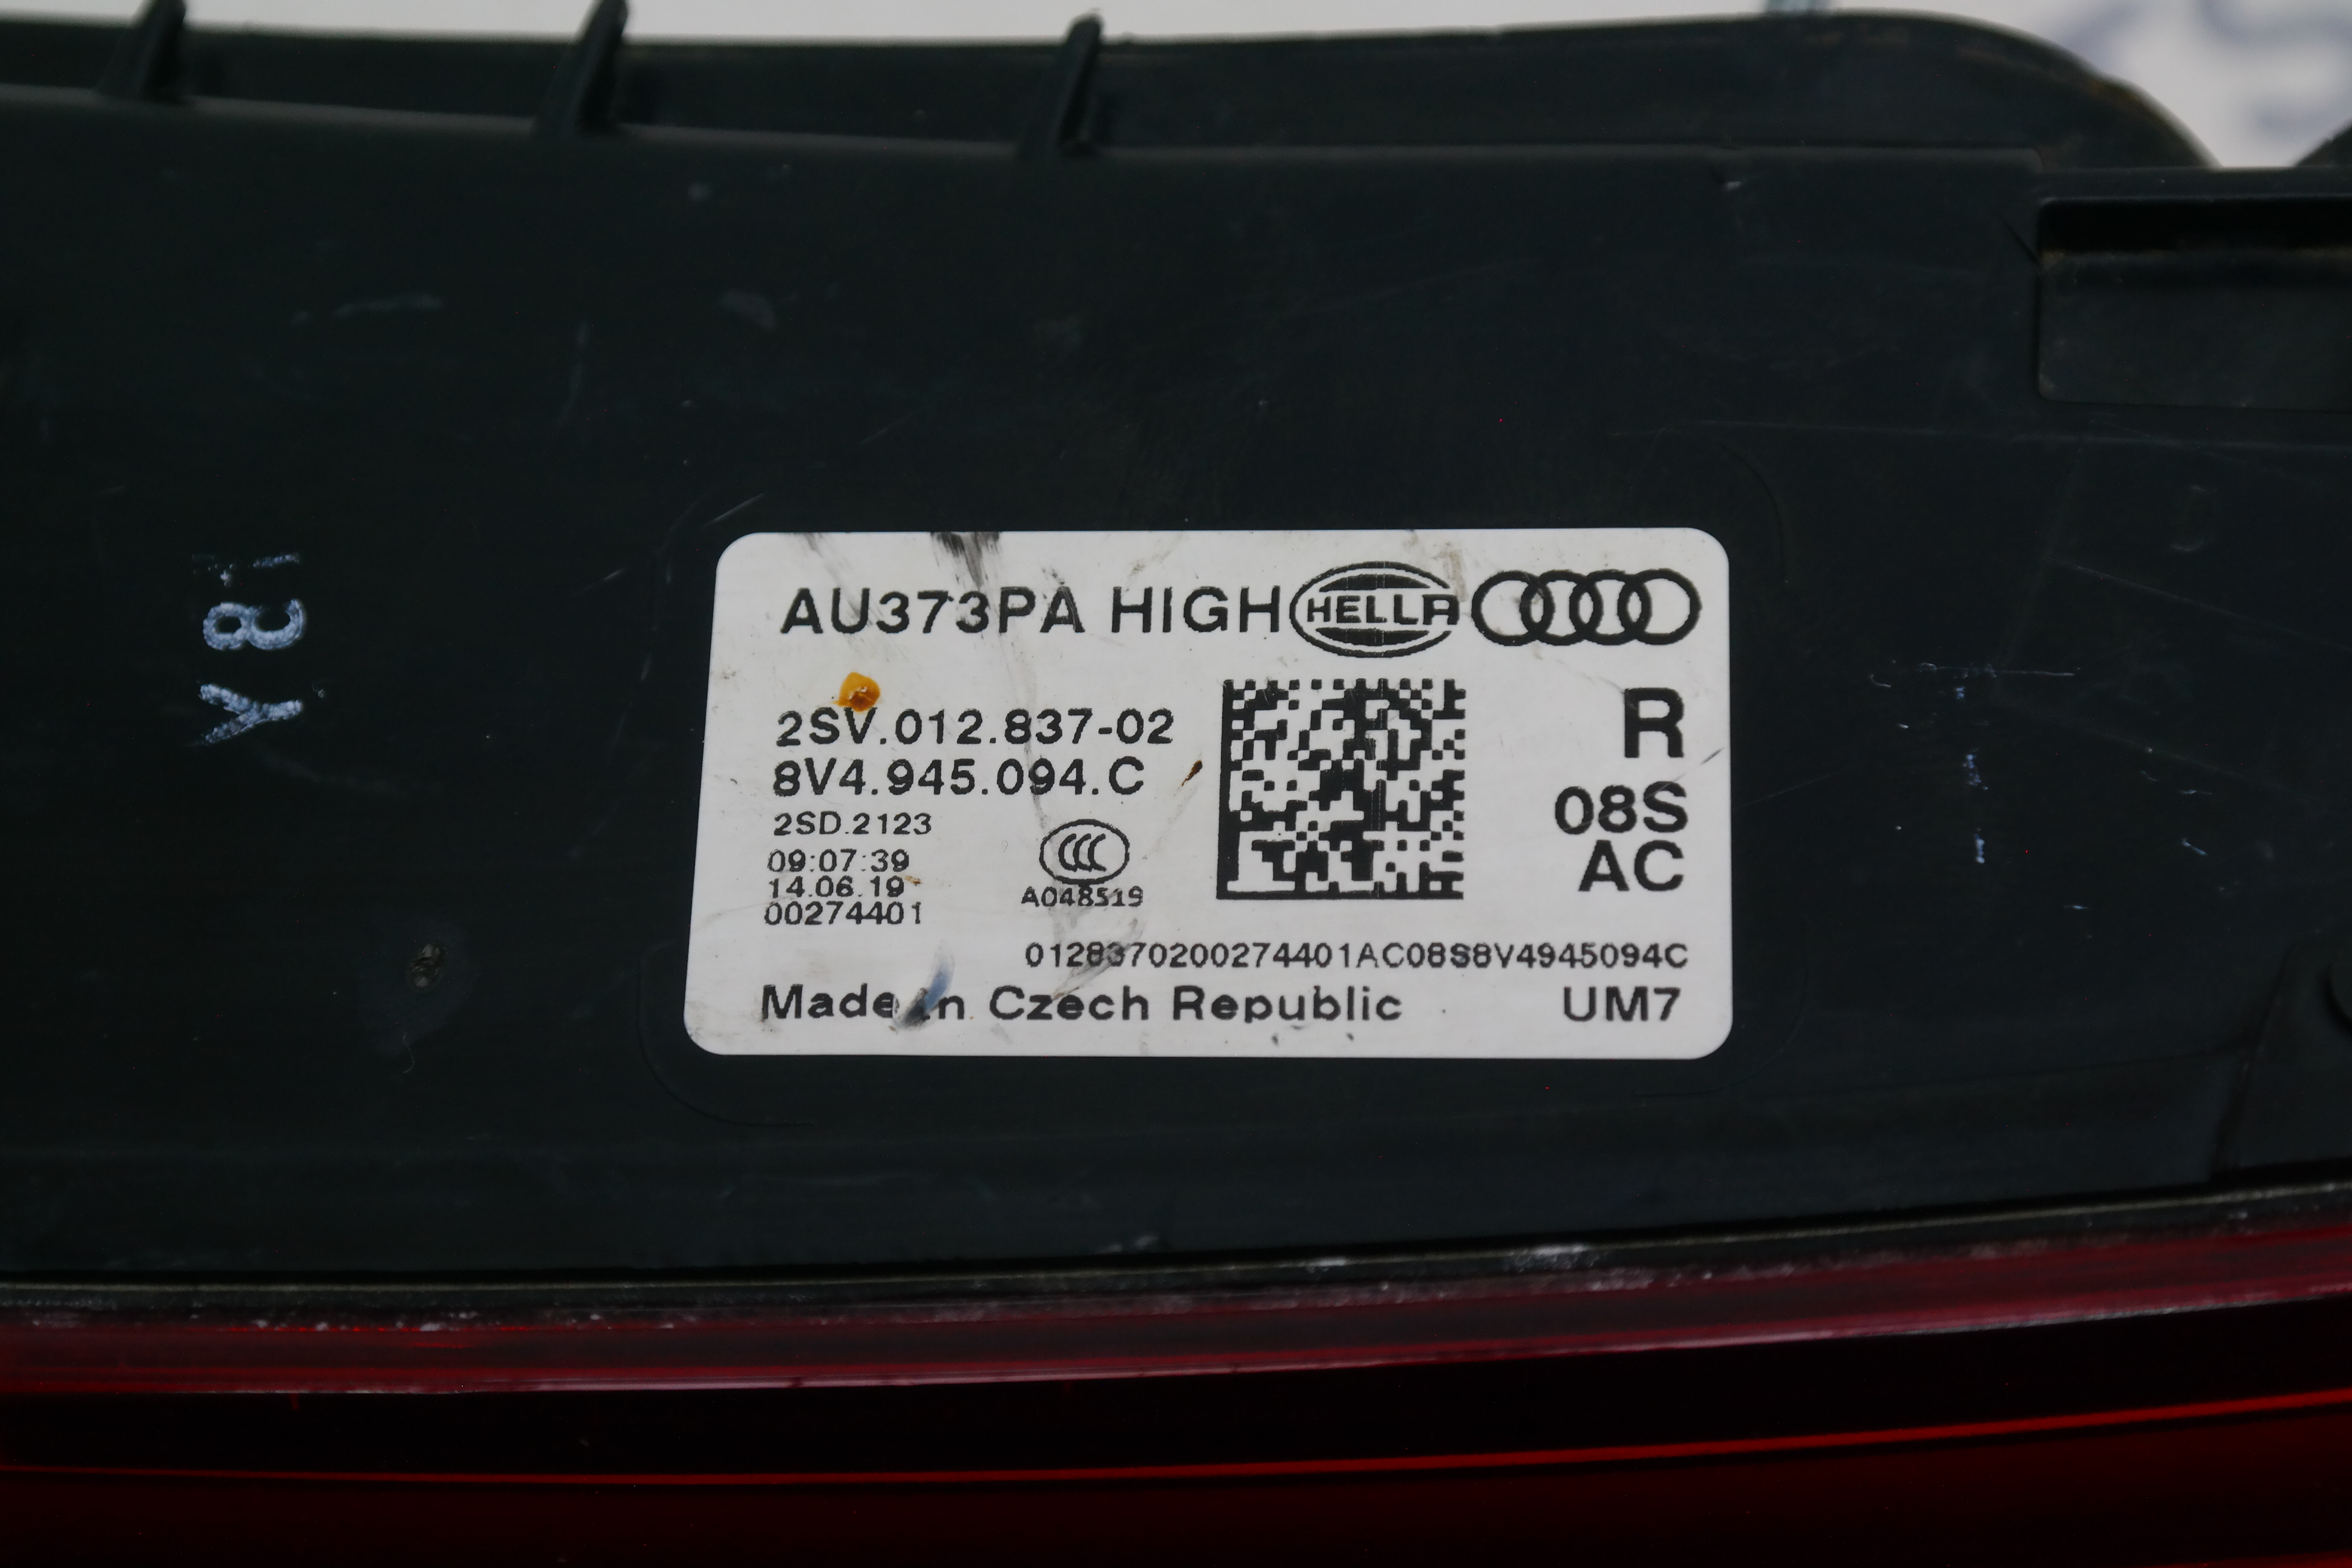 AU373PA HIGH HELLA
2SV.012.837-02
8V4.945.094.C
2SD.2123
09:07:39
14.06.19
00274401
CCC
A048519
R
08S
AC
0128370200274401AC08S8V4945094C
Made in Czech Republic UM7